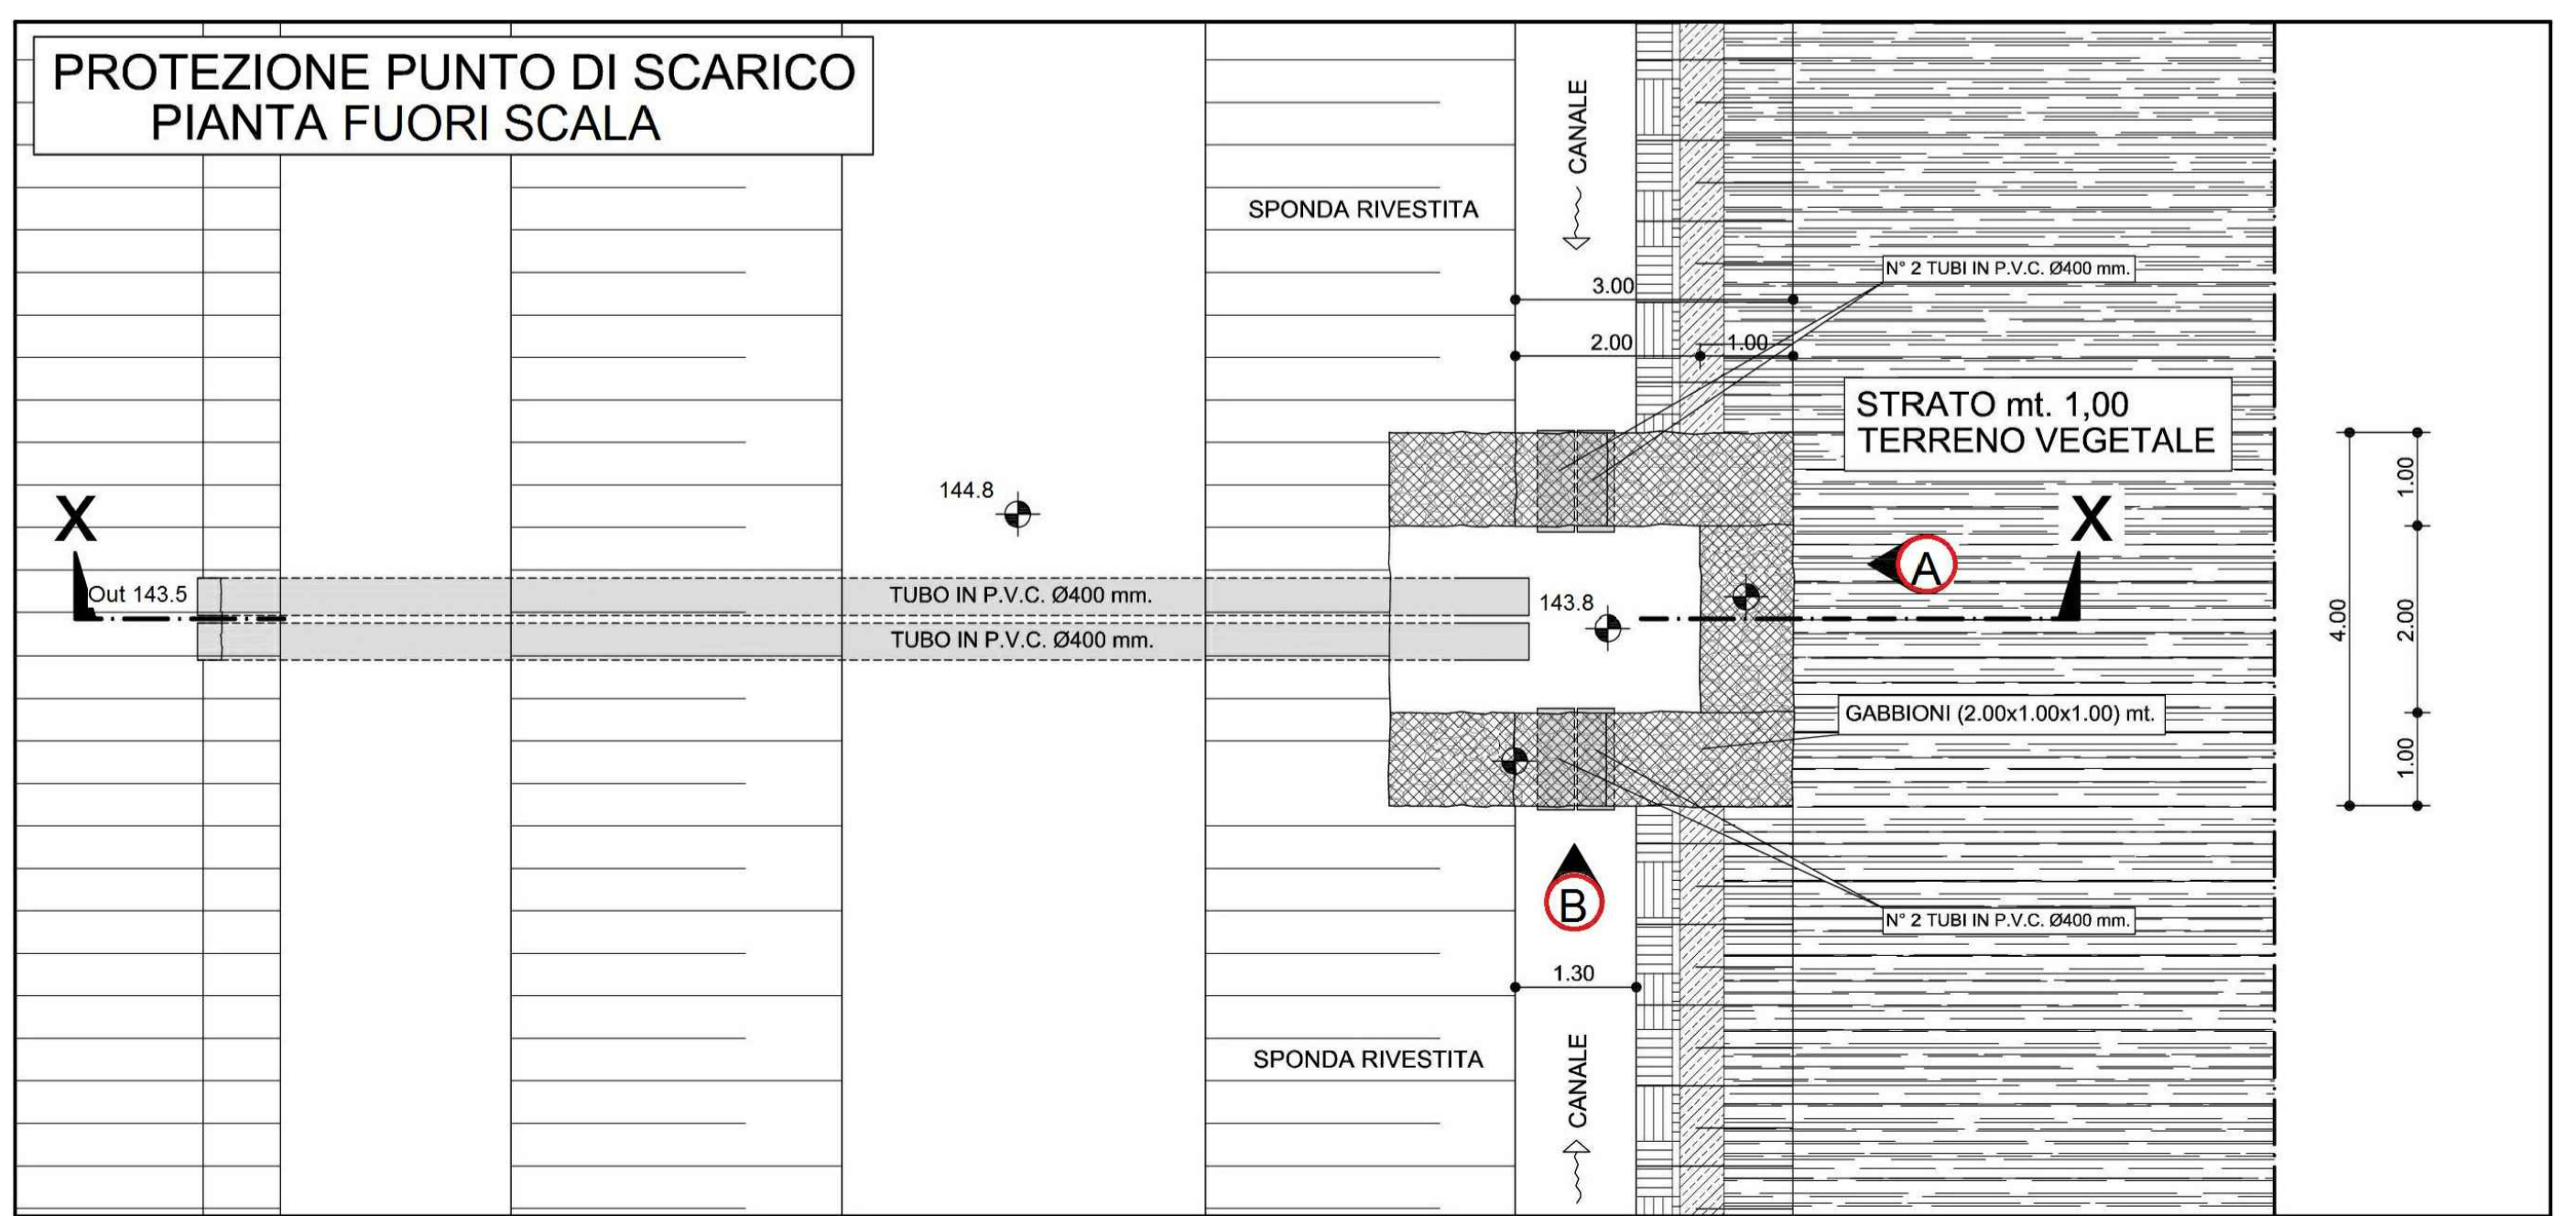 PROTEZIONE PUNTO DI SCARICO
PIANTA FUORI SCALA
CANALE
SPONDA RIVESTITA
N° 2 TUBI IN P.V.C. Ø400 mm.
3.00
2.00
1.00
STRATO mt. 1,00
TERRENO VEGETALE
1.00
144.8
X
X
A
Out 143.5
TUBO IN P.V.C. Ø400 mm.
143.8
4.00
2.00
TUBO IN P.V.C. Ø400 mm.
GABBIONI (2.00x1.00x1.00) mt.
1.00
B
N° 2 TUBI IN P.V.C. Ø400 mm.
1.30
SPONDA RIVESTITA
CANALE